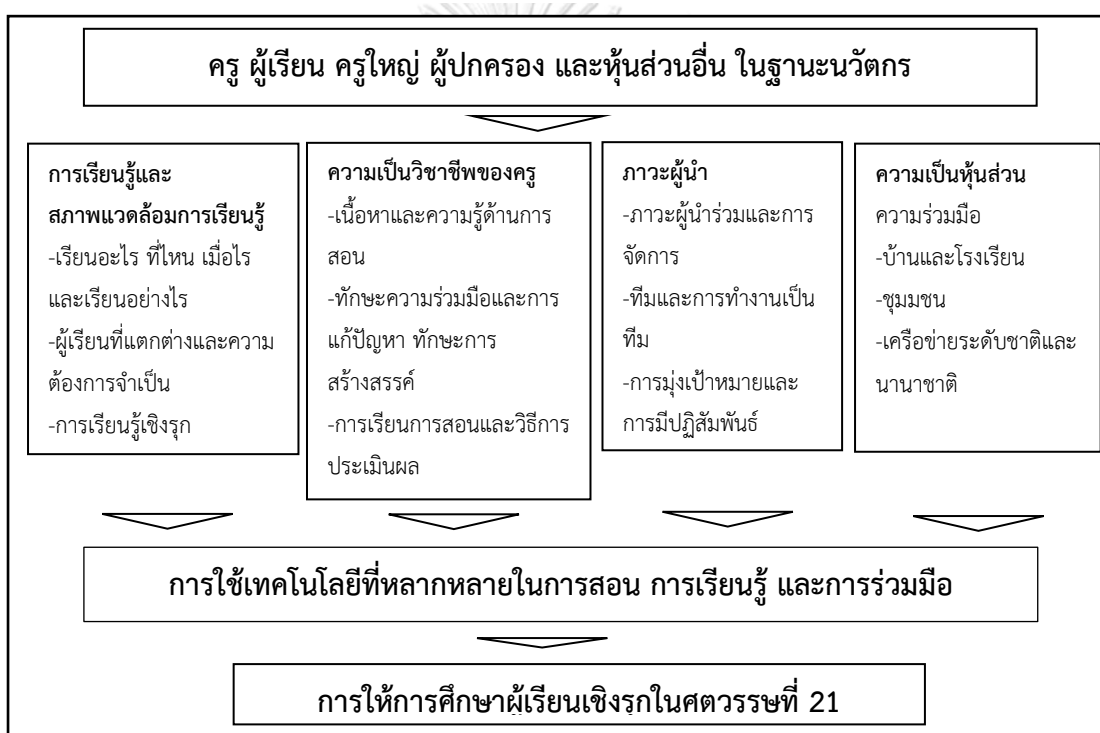 ครู ผู้เรียน ครูใหญ่ ผู้ปกครอง และหุ้นส่วนอื่น ในฐานะนวัตกร
การเรียนรู้และ
สภาพแวดล้อมการเรียนรู้
-เรียนอะไร ที่ไหน เมื่อไร
และเรียนอย่างไร
-ผู้เรียนที่แตกต่างและความ
ต้องการจำเป็น
-การเรียนรู้เชิงรุก
ความเป็นวิชาชีพของครู
-เนื้อหาและความรู้ด้านการ
สอน
-ทักษะความร่วมมือและการ
แก้ปัญหา ทักษะการ
สร้างสรรค์
-การเรียนการสอนและวิธีการ
ประเมินผล
ภาวะผู้นำ
-ภาวะผู้นำร่วมและการ
จัดการ
-ทีมและการทำงานเป็น
ทีม
-การมุ่งเป้าหมายและ
การมีปฏิสัมพันธ์
ความเป็นหุ้นส่วน
ความร่วมมือ
-บ้านและโรงเรียน
-ชุมมชน
-เครือข่ายระดับชาติและ
นานาชาติ
การใช้เทคโนโลยีที่หลากหลายในการสอน การเรียนรู้ และการร่วมมือ
การให้การศึกษาผู้เรียนเชิงรุกในศตวรรษที่ 21